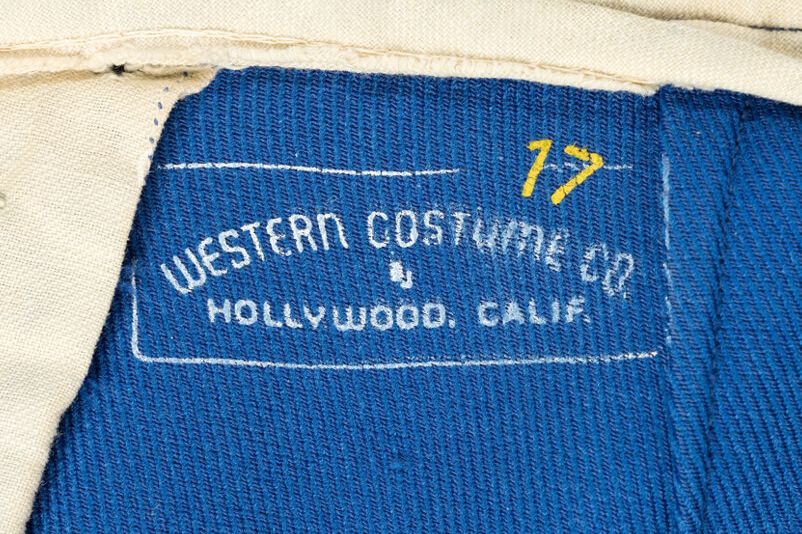 17
WESTERN COSTUME CO.
HOLLYWOOD, CALIF.